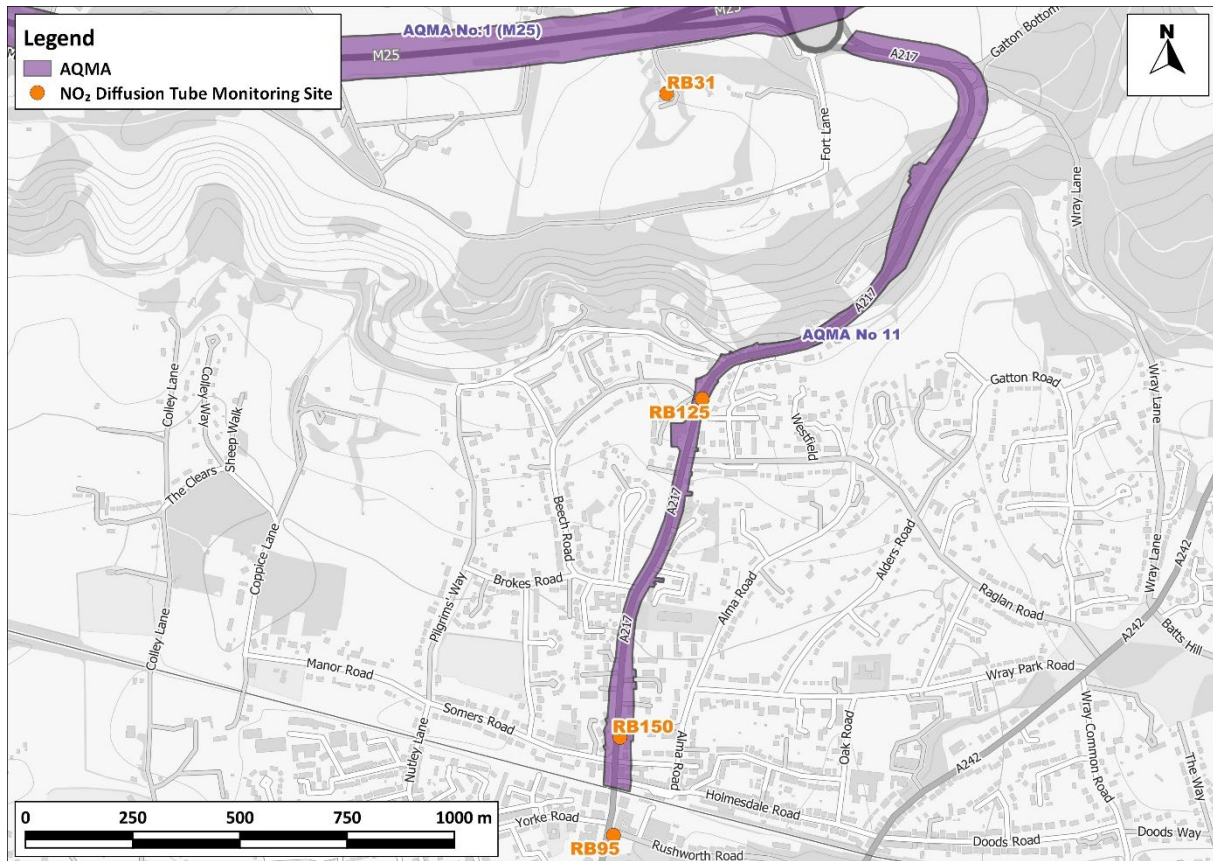 Legend
AQMA
NO₂ Diffusion Tube Monitoring Site
AQMA No.1 (M25)
M25
M25
N
A217
Gatton Bottom
RB31
Fort Lane
Wray Lane
A217
AQMA No 11
Colley Lane
Colley Way
Sheep Walk
Gatton Road
Wray Lane
RB125
Westfield
The Clears
A217
Beech Road
Coppice Lane
Alders Road
Brokes Road
Alma Road
Raglan Road
Wray Lane
A242
Pilgrims' Way
A217
A242
Batts Hill
Colley Lane
Manor Road
Wray Park Road
Somers Road
RB150
Oak Road
Wray Common Road
Nutley Lane
Alma Road
A242
The Way
Holmesdale Road
0 250 500 750 1000 m
Yorke Road
Doods Road
Doods Way
RB95
Rushworth Road